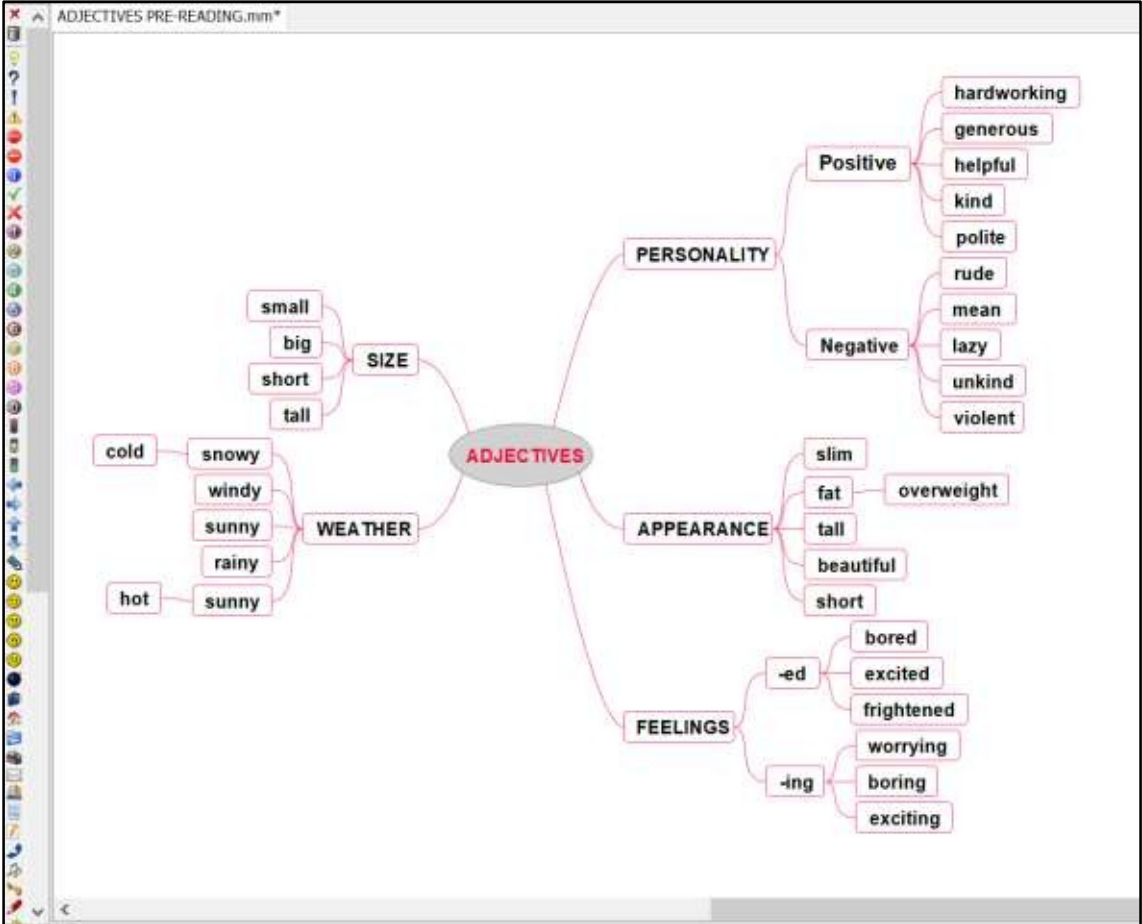 ADJECTIVES PRE-READING.mm*
ADJECTIVES
PERSONALITY
Positive
hardworking
generous
helpful
kind
polite
Negative
rude
mean
lazy
unkind
violent
APPEARANCE
slim
fat
overweight
tall
beautiful
short
FEELINGS
-ed
bored
excited
frightened
-ing
worrying
boring
exciting
SIZE
small
big
short
tall
WEATHER
snowy
cold
windy
sunny
rainy
sunny
hot